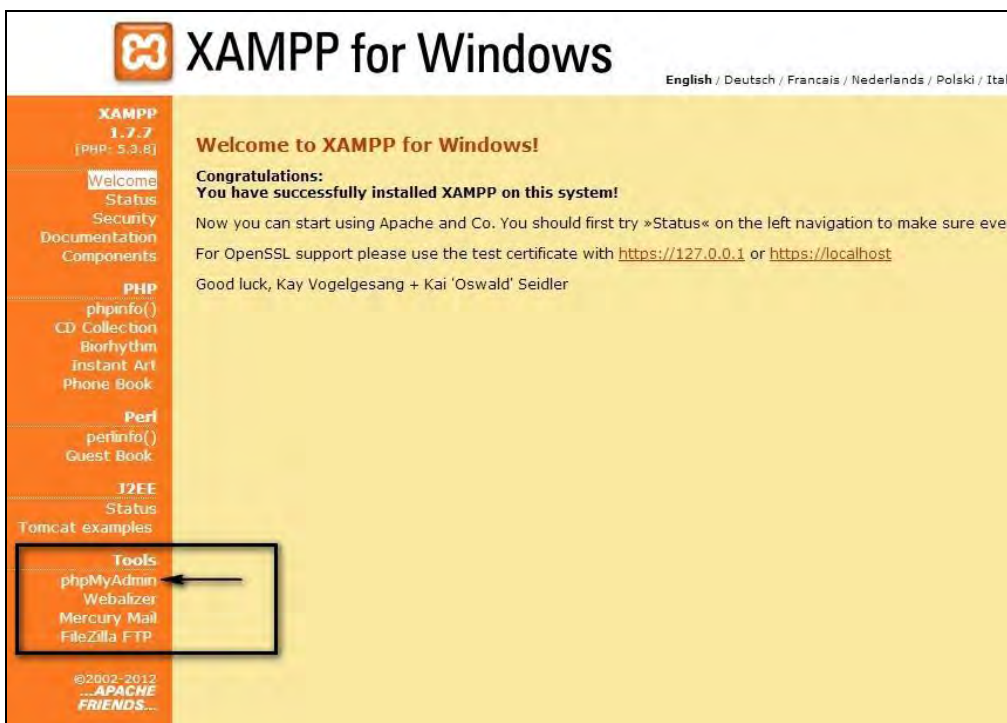 XAMPP for Windows
English / Deutsch / Francais / Nederlands / Polski / Ital
XAMPP
1.7.7
[PHP: 5.3.8]
Welcome
Status
Security
Documentation
Components
PHP
phpinfo()
CD Collection
Biorhythm
Instant Art
Phone Book
Perl
perlinfo()
Guest Book
J2EE
Status
Tomcat examples
Tools
phpMyAdmin
Webalizer
Mercury Mail
FileZilla FTP
©2002-2012
...APACHE
FRIENDS...
Welcome to XAMPP for Windows!
Congratulations:
You have successfully installed XAMPP on this system!
Now you can start using Apache and Co. You should first try »Status« on the left navigation to make sure eve
For OpenSSL support please use the test certificate with https://127.0.0.1 or https://localhost
Good luck, Kay Vogelgesang + Kai 'Oswald' Seidler